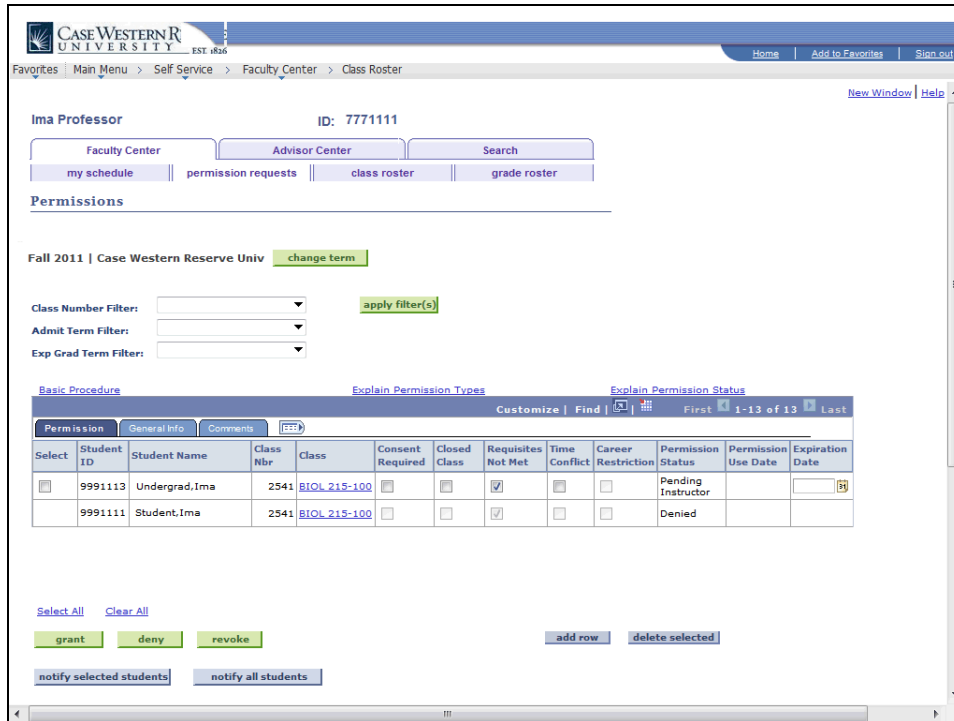 CASE WESTERN R
UNIVERSITY EST. 1826
Home Add to Favorites Sign out
Favorites Main Menu > Self Service > Faculty Center > Class Roster
New Window Help
Ima Professor ID: 7771111
Faculty Center Advisor Center Search
my schedule permission requests class roster grade roster
Permissions
Fall 2011 | Case Western Reserve Univ change term
Class Number Filter: apply filter(s)
Admit Term Filter:
Exp Grad Term Filter:
Basic Procedure Explain Permission Types Explain Permission Status
Customize | Find | | First 1-13 of 13 Last
Permission General Info Comments
Select Student ID Student Name Class Nbr Class Consent Required Closed Class Requisites Not Met Time Conflict Career Restriction Permission Status Permission Use Date Expiration Date
9991113 Undergrad,Ima 2541 BIOL 215-100 Pending Instructor 31
9991111 Student,Ima 2541 BIOL 215-100 Denied
Select All Clear All
grant deny revoke add row delete selected
notify selected students notify all students